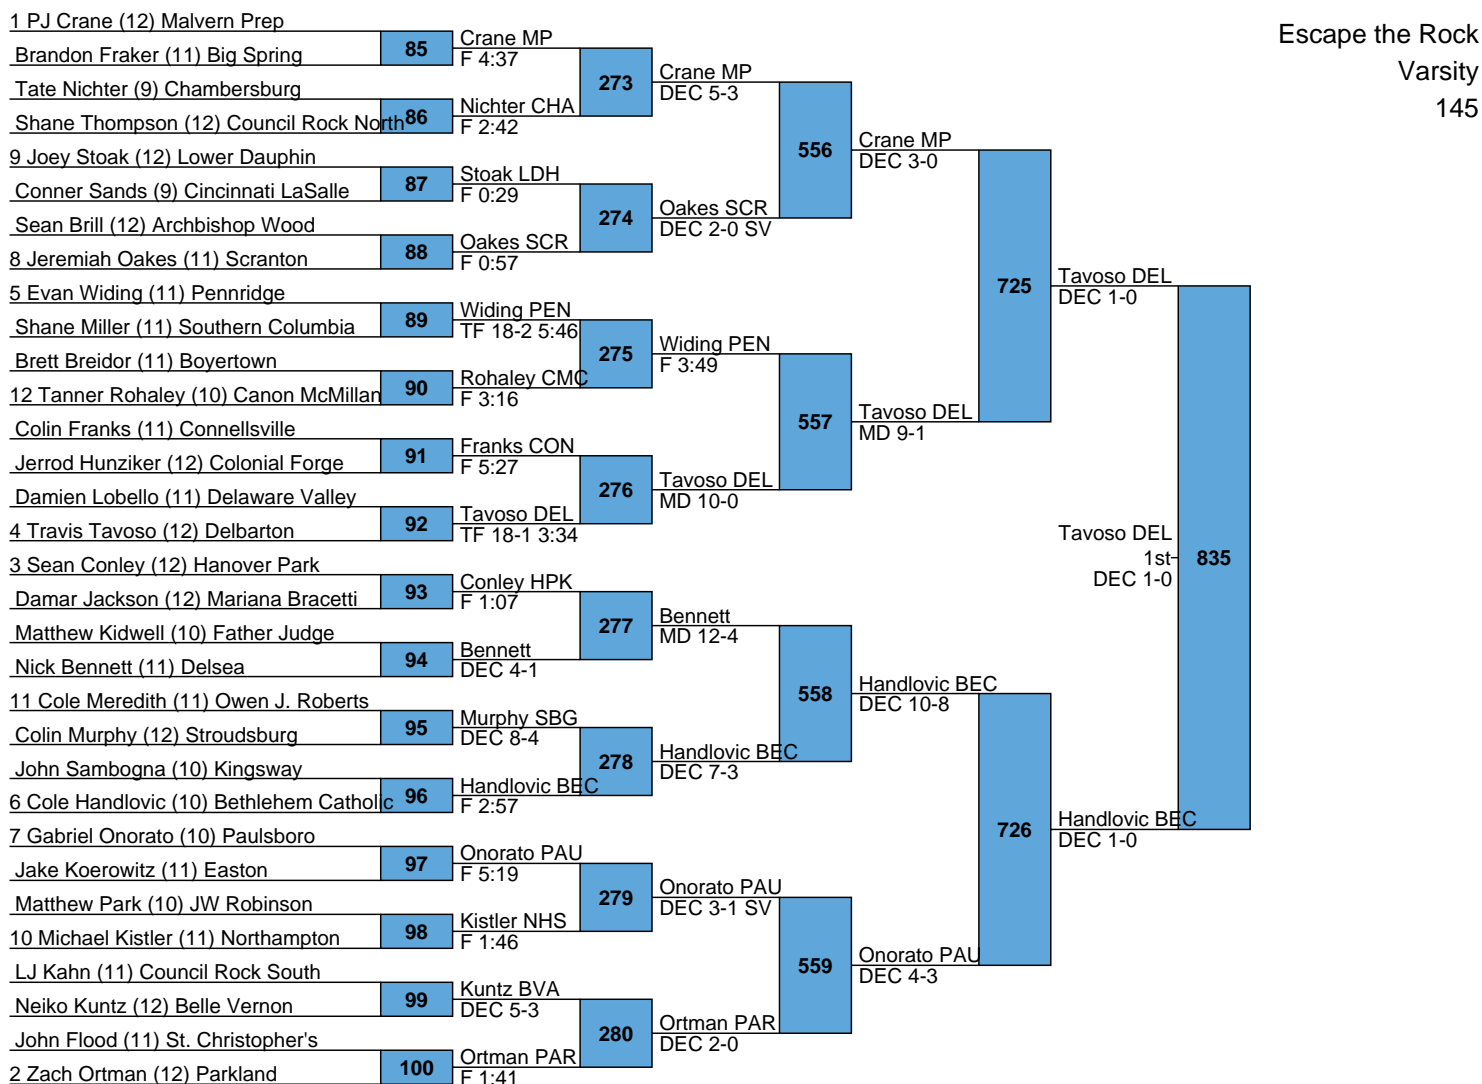 Escape the Rock
Varsity
145
1 PJ Crane (12) Malvern Prep
Brandon Fraker (11) Big Spring
Tate Nichter (9) Chambersburg
Shane Thompson (12) Council Rock North
9 Joey Stoak (12) Lower Dauphin
Conner Sands (9) Cincinnati LaSalle
Sean Brill (12) Archbishop Wood
8 Jeremiah Oakes (11) Scranton
5 Evan Widing (11) Pennridge
Shane Miller (11) Southern Columbia
Brett Breidor (11) Boyertown
12 Tanner Rohaley (10) Canon McMillan
Colin Franks (11) Connellsville
Jerrod Hunziker (12) Colonial Forge
Damien Lobello (11) Delaware Valley
4 Travis Tavoso (12) Delbarton
3 Sean Conley (12) Hanover Park
Damar Jackson (12) Mariana Bracetti
Matthew Kidwell (10) Father Judge
Nick Bennett (11) Delsea
11 Cole Meredith (11) Owen J. Roberts
Colin Murphy (12) Stroudsburg
John Sambogna (10) Kingsway
6 Cole Handlovic (10) Bethlehem Catholic
7 Gabriel Onorato (10) Paulsboro
Jake Koerowitz (11) Easton
Matthew Park (10) JW Robinson
10 Michael Kistler (11) Northampton
LJ Kahn (11) Council Rock South
Neiko Kuntz (12) Belle Vernon
John Flood (11) St. Christopher's
2 Zach Ortman (12) Parkland
85
86
87
88
89
90
91
92
93
94
95
96
97
98
99
100
Crane MP
F 4:37
Nichter CHA
F 2:42
Stoak LDH
F 0:29
Oakes SCR
F 0:57
Widing PEN
TF 18-2 5:46
Rohaley CMC
F 3:16
Franks CON
F 5:27
Tavoso DEL
TF 18-1 3:34
Conley HPK
F 1:07
Bennett
DEC 4-1
Murphy SBG
DEC 8-4
Handlovic BEC
F 2:57
Onorato PAU
F 5:19
Kistler NHS
F 1:46
Kuntz BVA
DEC 5-3
Ortman PAR
F 1:41
273
274
275
276
277
278
279
280
Crane MP
DEC 5-3
Oakes SCR
DEC 2-0 SV
Widing PEN
F 3:49
Tavoso DEL
MD 10-0
Bennett
MD 12-4
Handlovic BEC
DEC 7-3
Onorato PAU
DEC 3-1 SV
Ortman PAR
DEC 2-0
556
557
558
559
Crane MP
DEC 3-0
Tavoso DEL
MD 9-1
Handlovic BEC
DEC 10-8
Onorato PAU
DEC 4-3
725
726
Tavoso DEL
DEC 1-0
Handlovic BEC
DEC 1-0
835
Tavoso DEL
1st
DEC 1-0